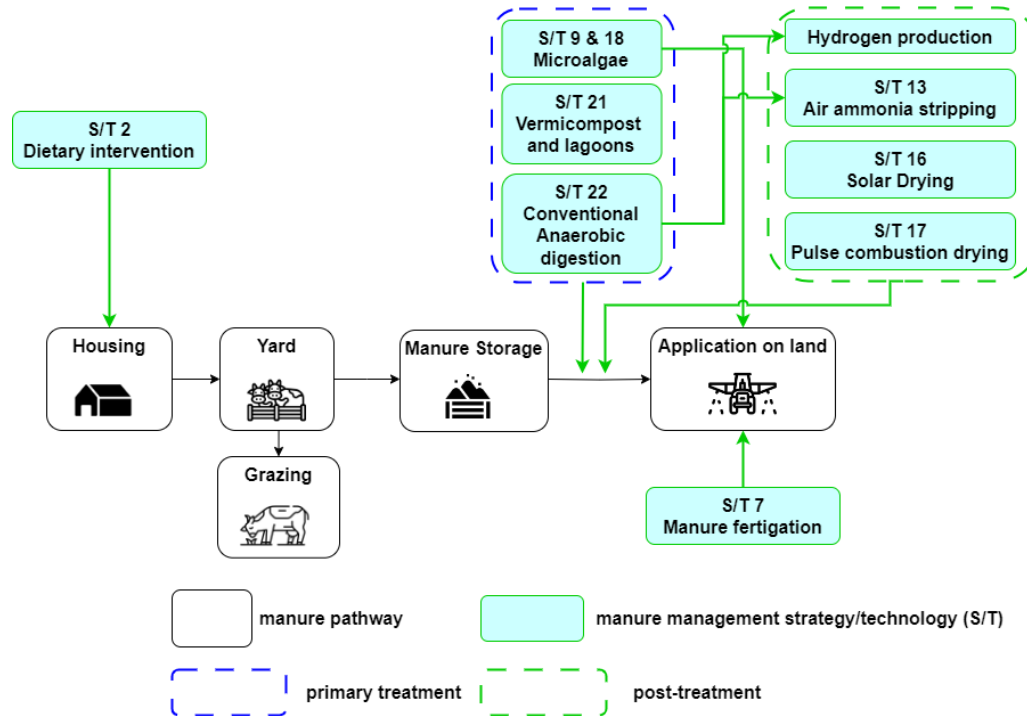 S/T 2
Dietary intervention
S/T 9 & 18
Microalgae
S/T 21
Vermicompost
and lagoons
S/T 22
Conventional
Anaerobic
digestion
Hydrogen production
S/T 13
Air ammonia stripping
S/T 16
Solar Drying
S/T 17
Pulse combustion drying
Housing
Yard
Manure Storage
Application on land
Grazing
S/T 7
Manure fertigation
manure pathway
manure management strategy/technology (S/T)
primary treatment
post-treatment